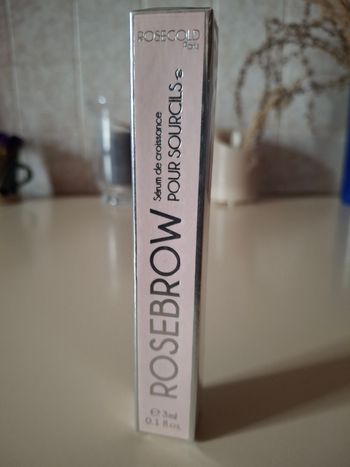 ROSEGOLD
Paris
ROSEBROW
Sérum de croissance
POUR SOURCILS
℮ 3ml
0.1 fl.oz.